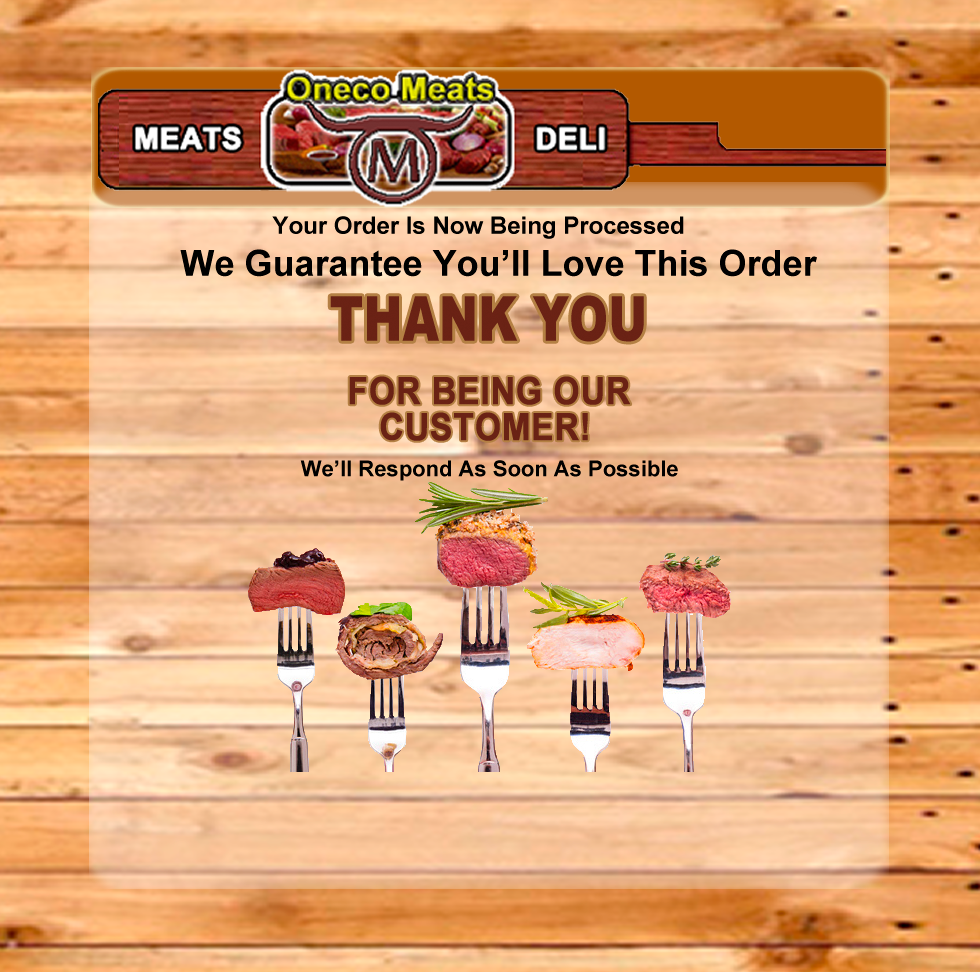 Oneco Meats
MEATS
DELI
M
Your Order Is Now Being Processed
We Guarantee You’ll Love This Order
THANK YOU
FOR BEING OUR
CUSTOMER!
We’ll Respond As Soon As Possible